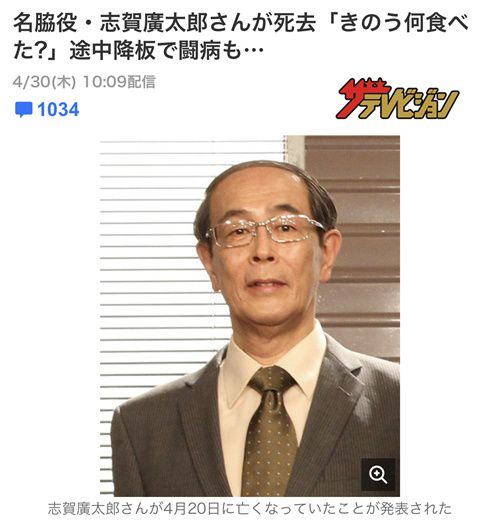 名脇役・志賀廣太郎さんが死去「きのう何食べ
た?」途中降板で闘病も…
4/30(木) 10:09配信
1034
ザテレビジョン
志賀廣太郎さんが4月20日に亡くなっていたことが発表された